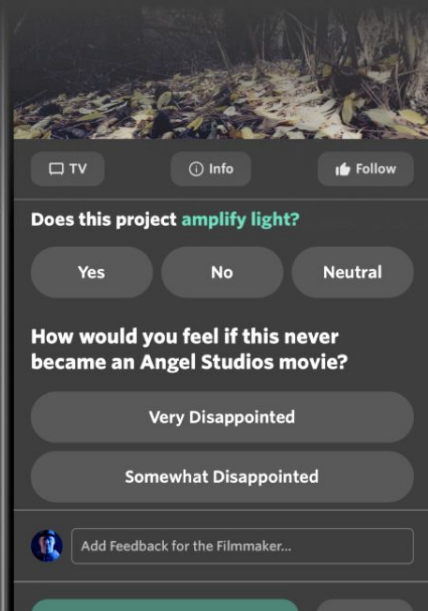 TV
Info
Follow
Does this project amplify light?
Yes
No
Neutral
How would you feel if this never
became an Angel Studios movie?
Very Disappointed
Somewhat Disappointed
Add Feedback for the Filmmaker...